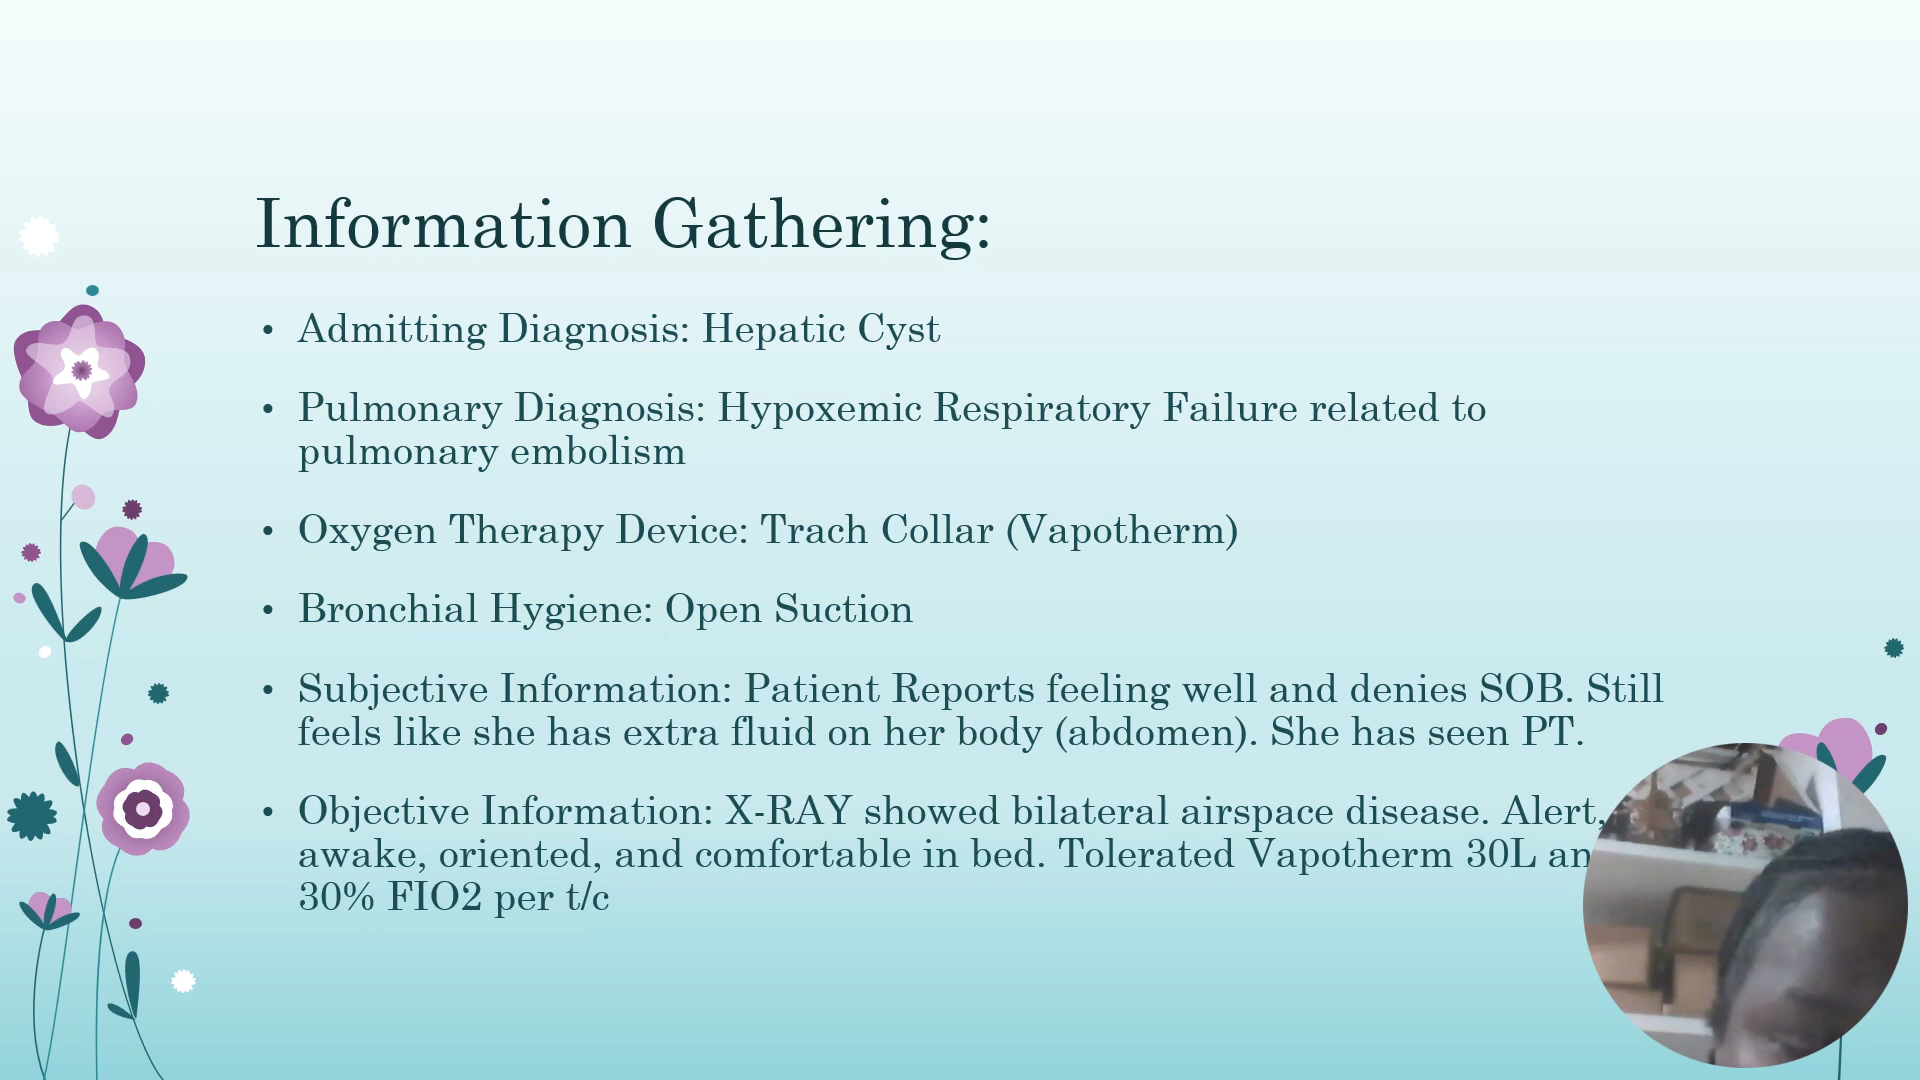 Information Gathering:
• Admitting Diagnosis: Hepatic Cyst
• Pulmonary Diagnosis: Hypoxemic Respiratory Failure related to
pulmonary embolism
• Oxygen Therapy Device: Trach Collar (Vapotherm)
• Bronchial Hygiene: Open Suction
• Subjective Information: Patient Reports feeling well and denies SOB. Still
feels like she has extra fluid on her body (abdomen). She has seen PT.
• Objective Information: X-RAY showed bilateral airspace disease. Alert,
awake, oriented, and comfortable in bed. Tolerated Vapotherm 30L an
30% FIO2 per t/c